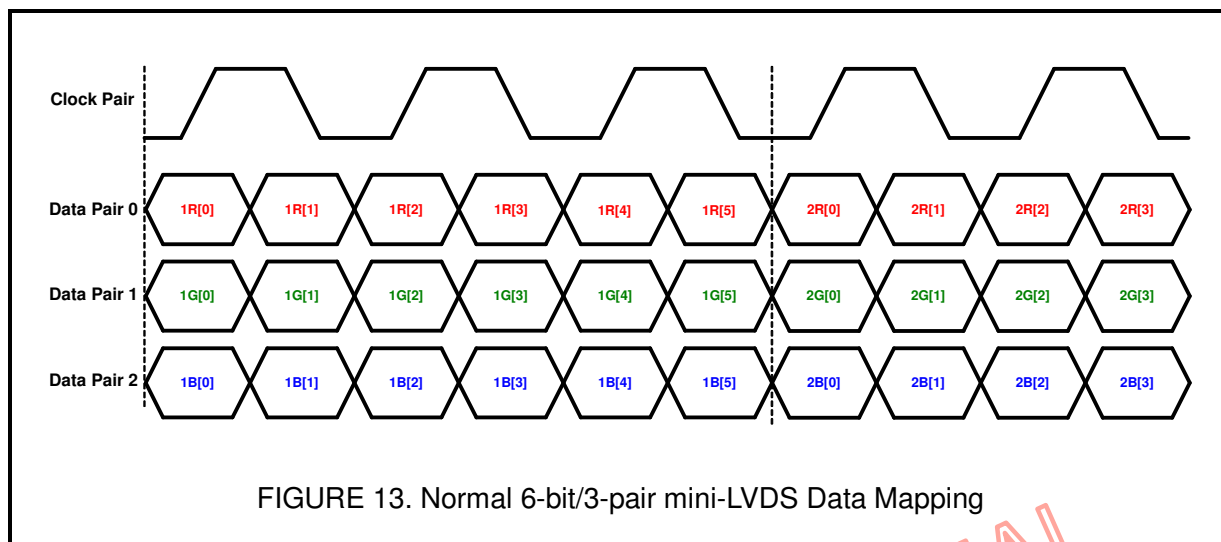 Clock Pair
Data Pair 0 1R[0] 1R[1] 1R[2] 1R[3] 1R[4] 1R[5] 2R[0] 2R[1] 2R[2] 2R[3]
Data Pair 1 1G[0] 1G[1] 1G[2] 1G[3] 1G[4] 1G[5] 2G[0] 2G[1] 2G[2] 2G[3]
Data Pair 2 1B[0] 1B[1] 1B[2] 1B[3] 1B[4] 1B[5] 2B[0] 2B[1] 2B[2] 2B[3]
FIGURE 13. Normal 6-bit/3-pair mini-LVDS Data Mapping